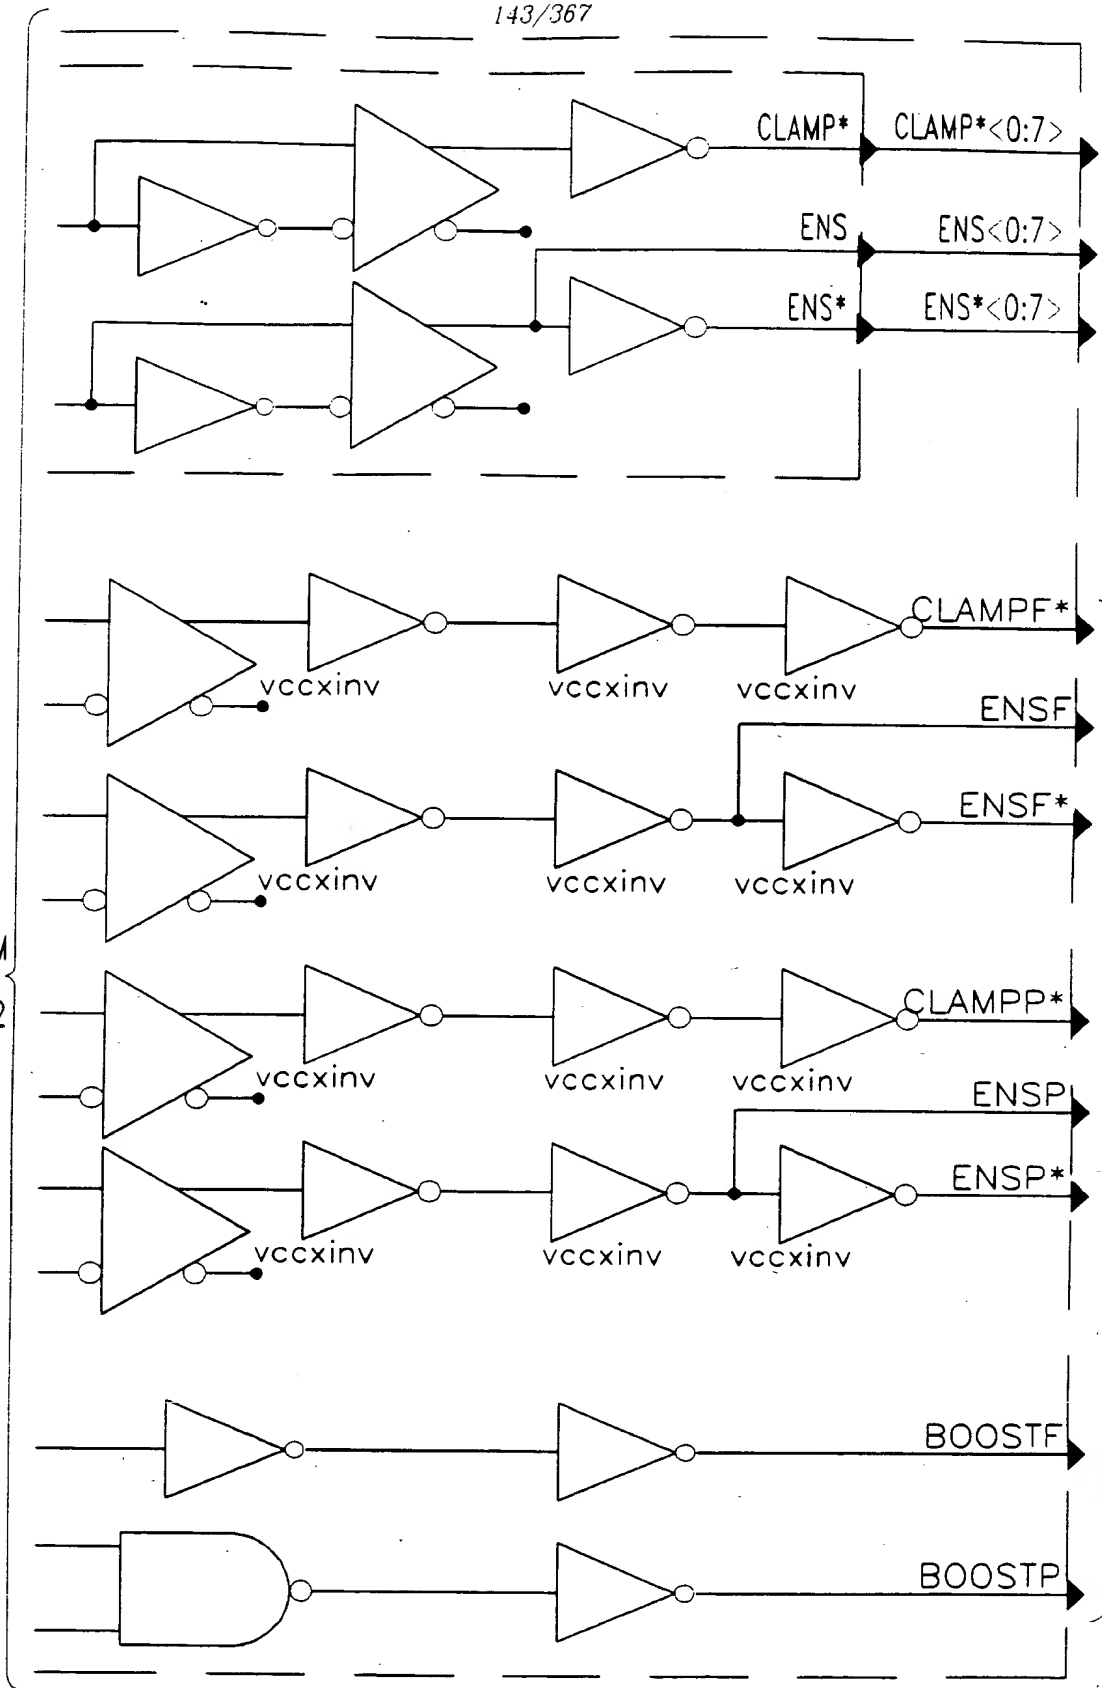 143/367
CLAMP* CLAMP*<0:7>
ENS ENS<0:7>
ENS* ENS*<0:7>
CLAMPF*
vccxinv vccxinv vccxinv
ENSF
ENSF*
vccxinv vccxinv vccxinv
CLAMPP*
vccxinv vccxinv vccxinv
ENSP
ENSP*
vccxinv vccxinv vccxinv
BOOSTF
BOOSTP